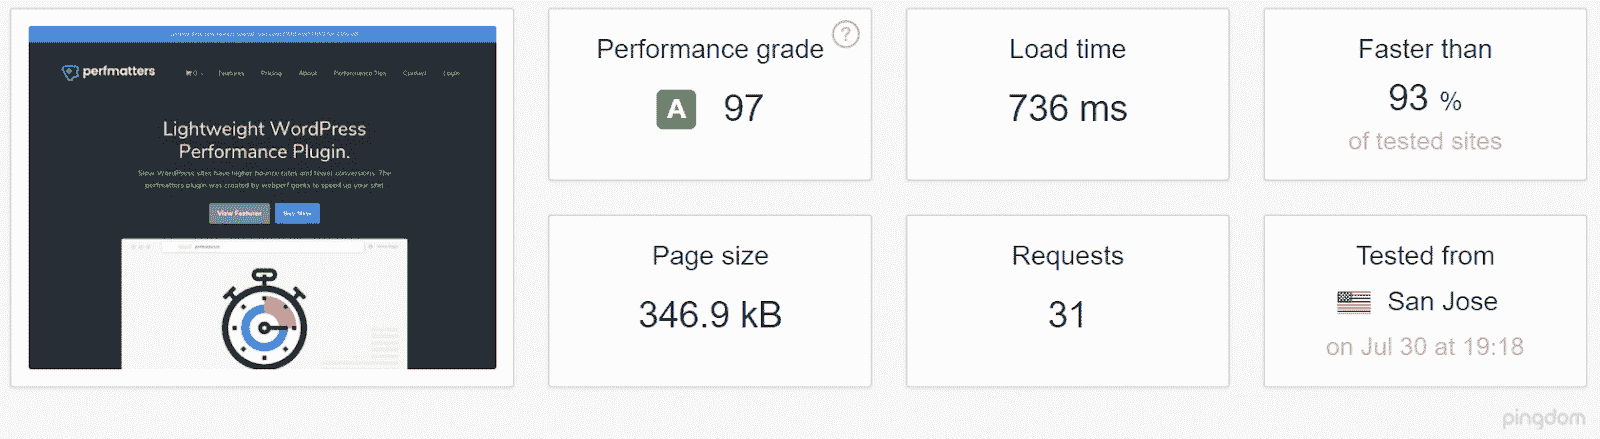 perfmatters
0
Features
Pricing
About
Performance Tips
Contact
Login
Lightweight WordPress
Performance Plugin.
Slow WordPress sites have higher bounce rates and fewer conversions. The
perfmatters plugin was created by webperf geeks to speed up your site!
View Features
Buy Now
Performance grade
?
A 97
Load time
736 ms
Faster than
93 %
of tested sites
Page size
346.9 kB
Requests
31
Tested from
San Jose
on Jul 30 at 19:18
pingdom